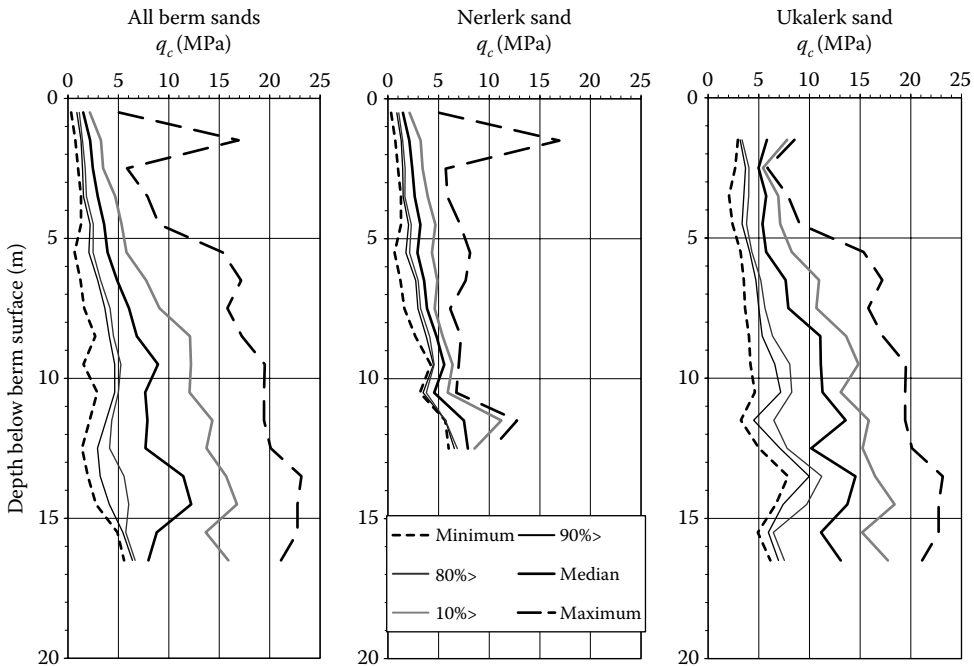 All berm sands
q_c (MPa)
0 5 10 15 20 25
0
5
10
15
20
Depth below berm surface (m)
Nerlerk sand
q_c (MPa)
0 5 10 15 20 25
0
5
10
15
20
Minimum 90%>
80%> Median
10%> Maximum
Ukalerk sand
q_c (MPa)
0 5 10 15 20 25
0
5
10
15
20